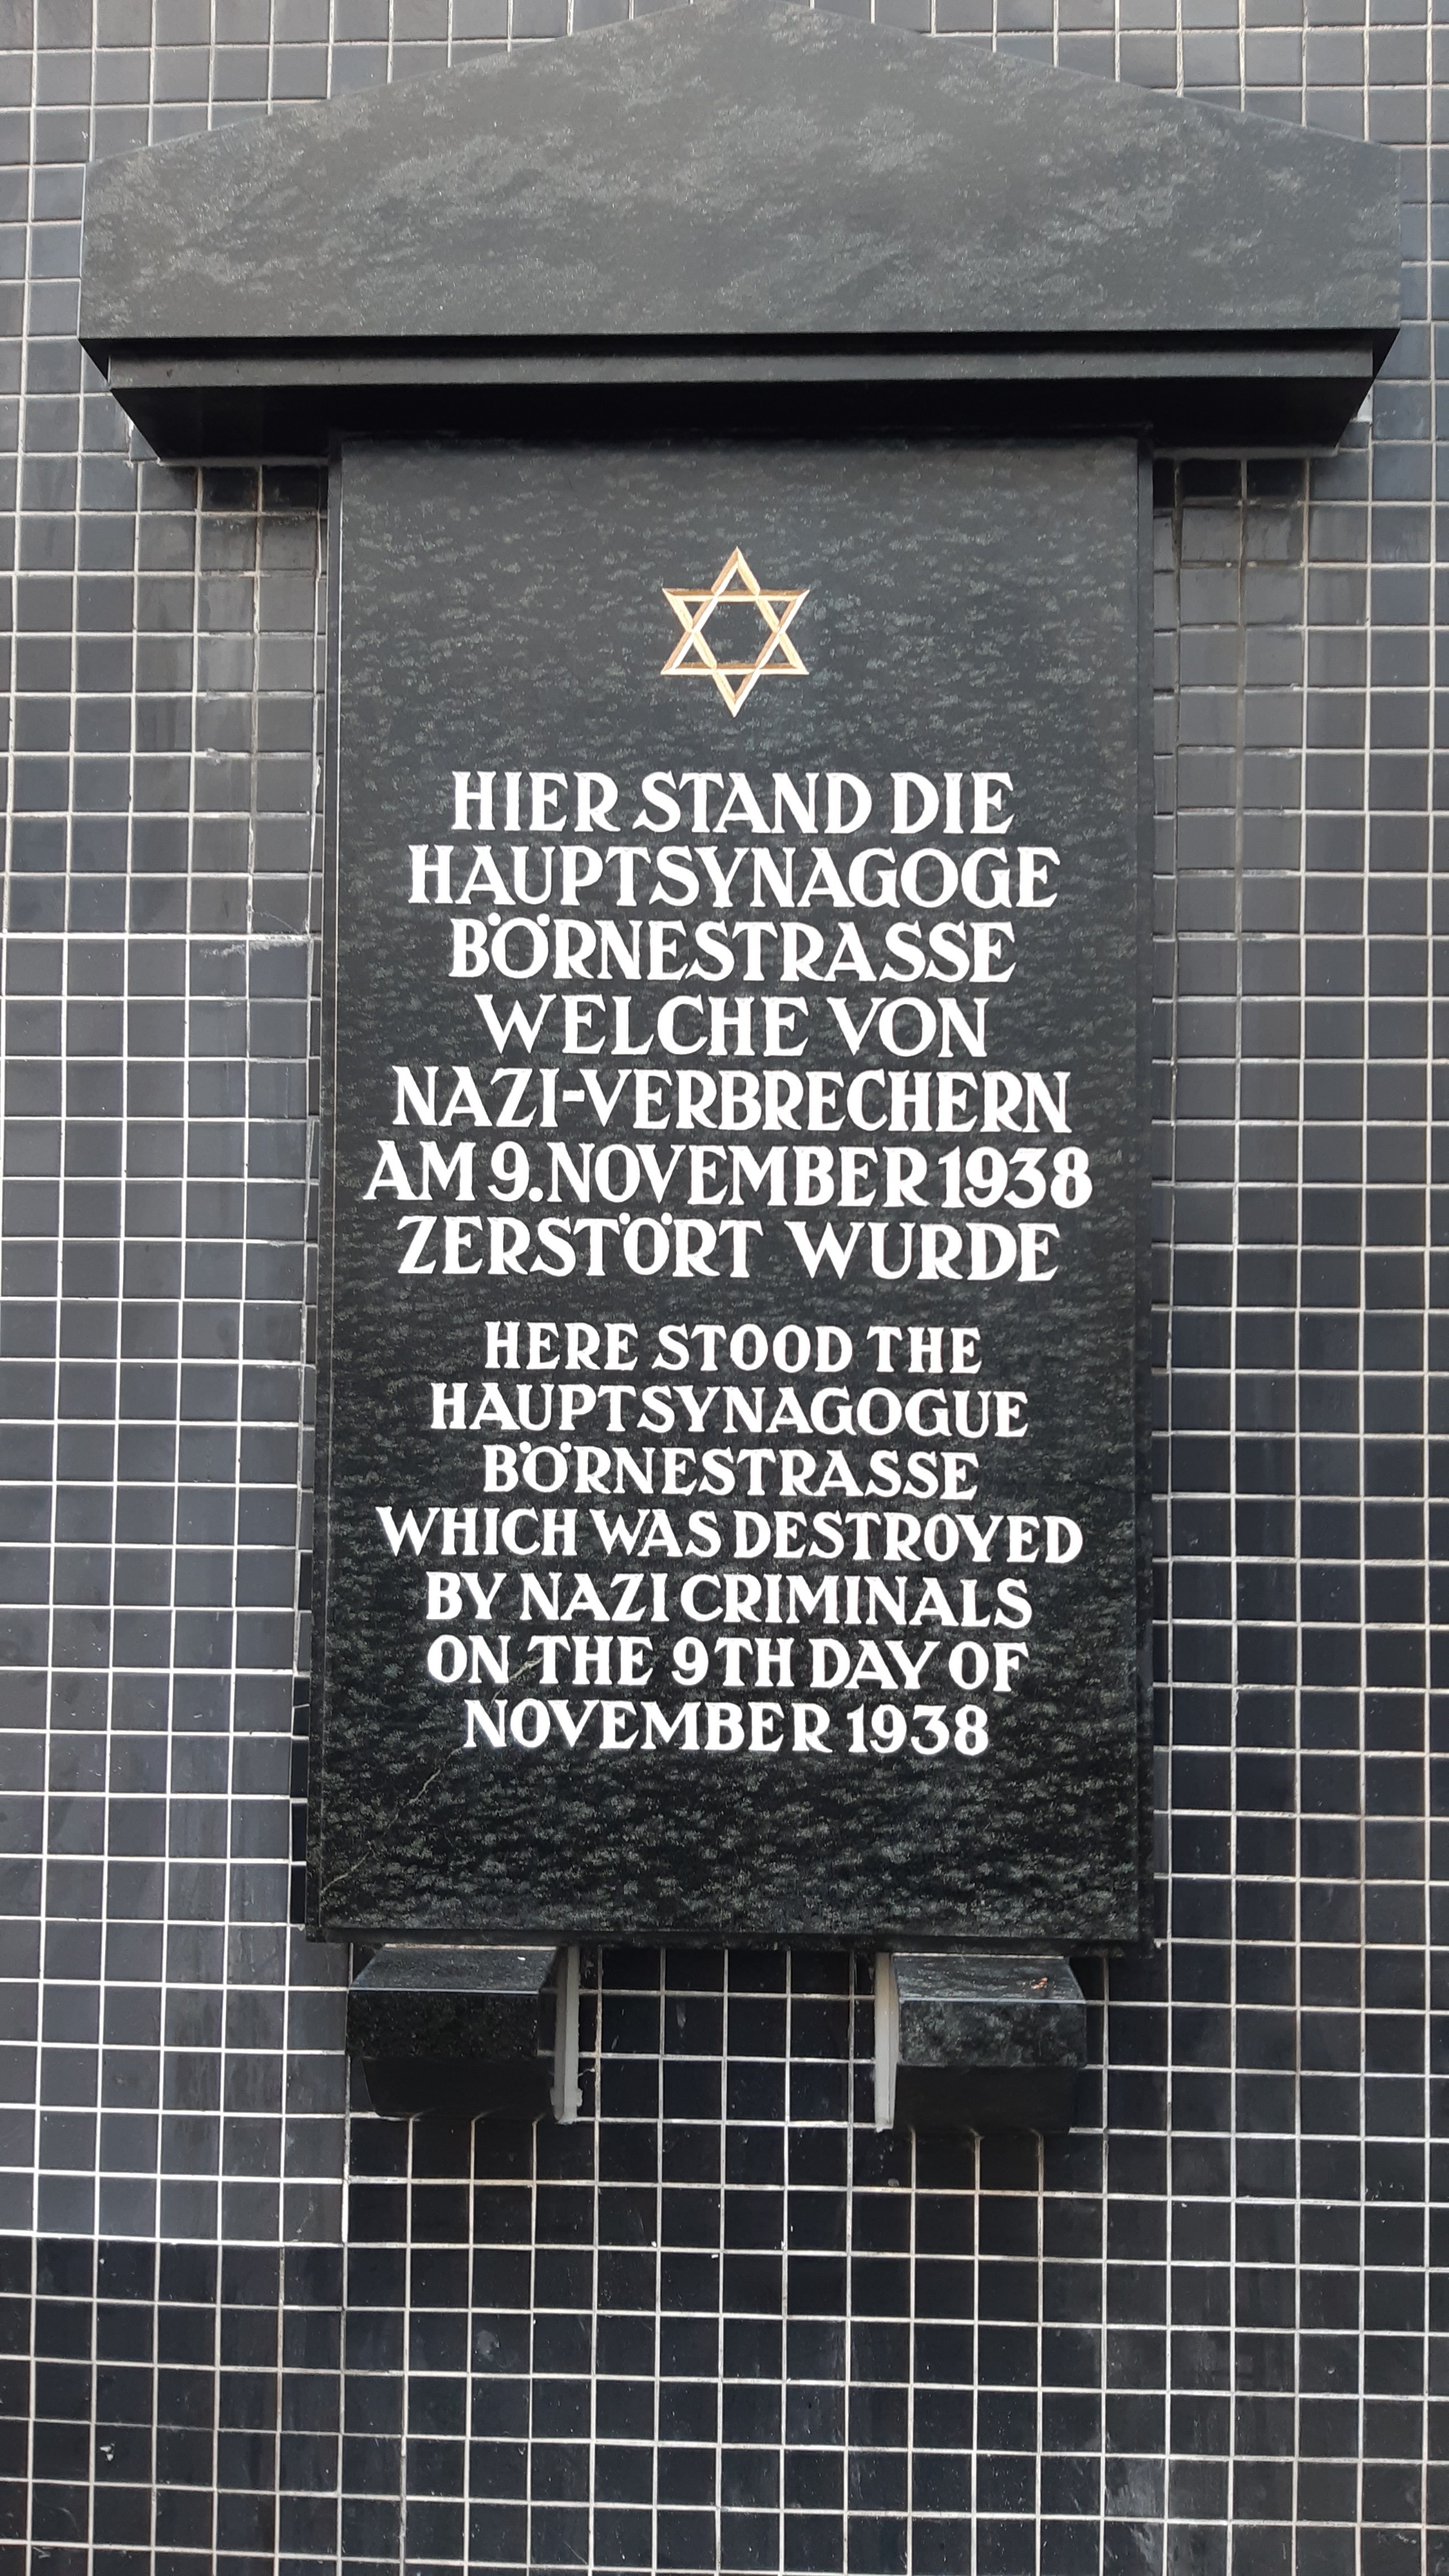 HIER STAND DIE
HAUPTSYNAGOGE
BÖRNESTRASSE
WELCHE VON
NAZI-VERBRECHERN
AM 9.NOVEMBER 1938
ZERSTÖRT WURDE
HERE STOOD THE
HAUPTSYNAGOGUE
BÖRNESTRASSE
WHICH WAS DESTROYED
BY NAZI CRIMINALS
ON THE 9TH DAY OF
NOVEMBER 1938